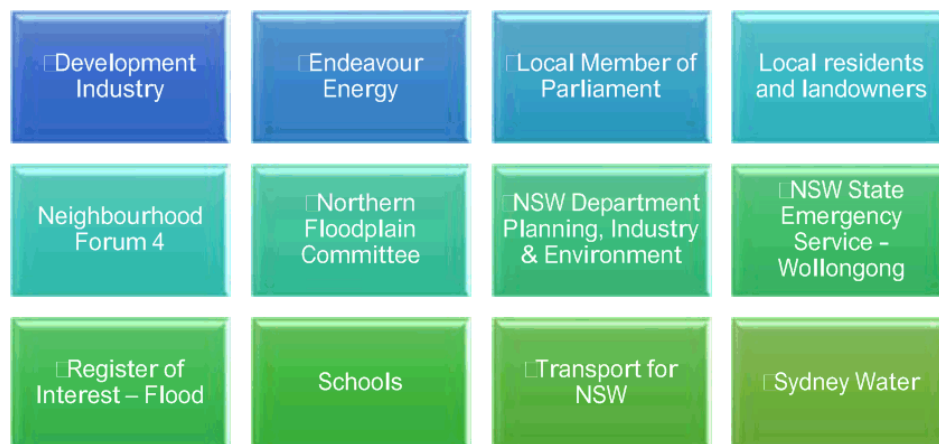 □Development
Industry
□Endeavour
Energy
□Local Member of
Parliament
Local residents
and landowners
Neighbourhood
Forum 4
□Northern
Floodplain
Committee
□NSW Department
Planning, Industry
& Environment
□NSW State
Emergency
Service -
Wollongong
□Register of
Interest – Flood
Schools
□Transport for
NSW
□Sydney Water